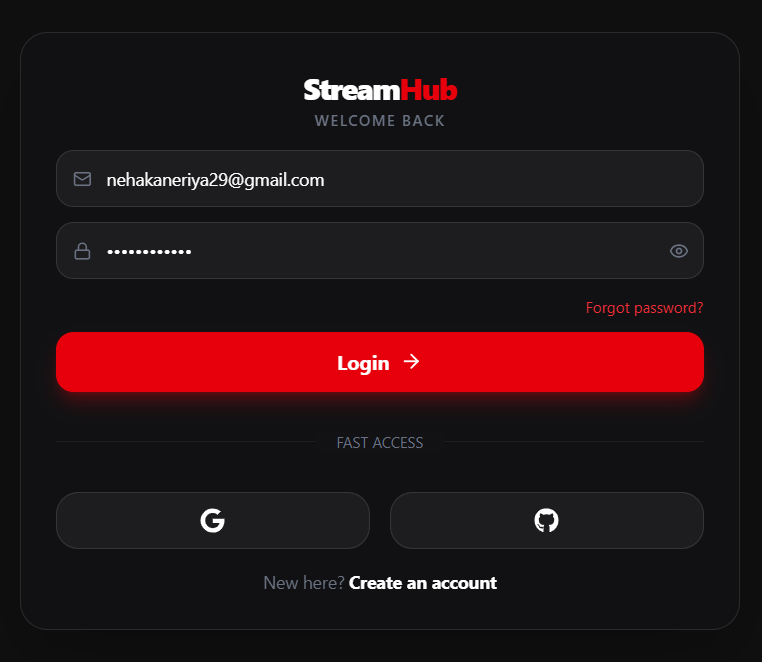 StreamHub
WELCOME BACK
nehakaneriya29@gmail.com
••••••••••••
Forgot password?
Login →
FAST ACCESS
New here? Create an account